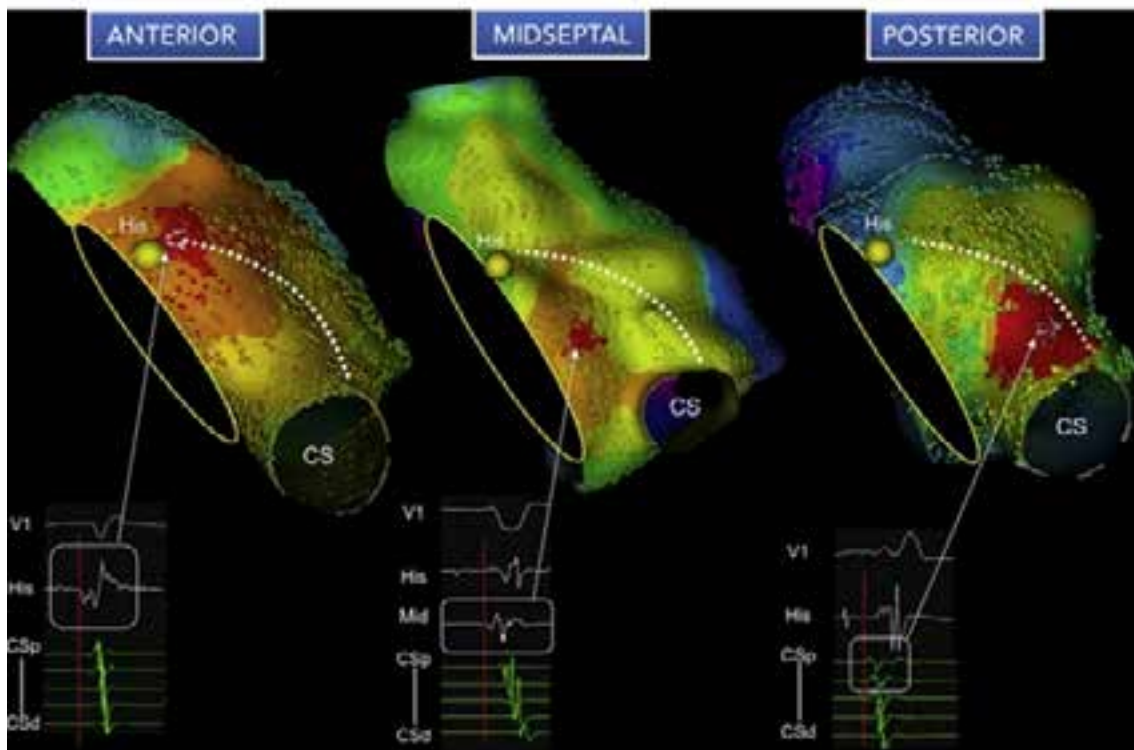 ANTERIOR
MIDSEPTAL
POSTERIOR
His
CS
His
CS
His
CS
V1
His
CSp
CSd
V1
His
Mid
CSp
CSd
V1
His
CSp
CSd